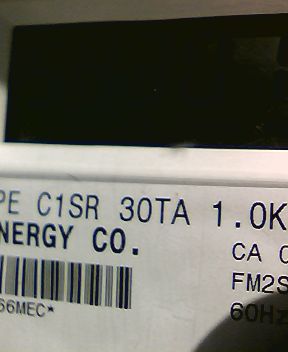 PE C1SR 30TA 1.0K
NERGY CO.
CA
FM2S
66MEC*
60Hz